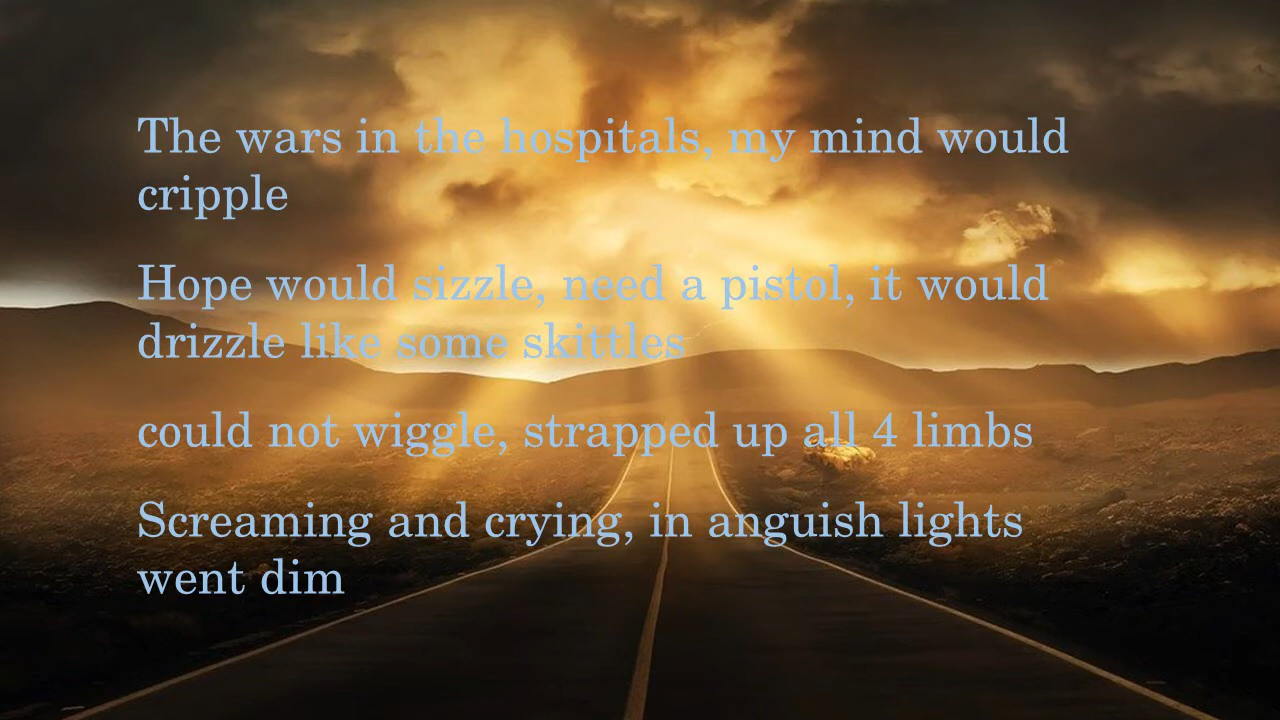 The wars in the hospitals, my mind would
cripple
Hope would sizzle, need a pistol, it would
drizzle like some skittles
could not wiggle, strapped up all 4 limbs
Screaming and crying, in anguish lights
went dim